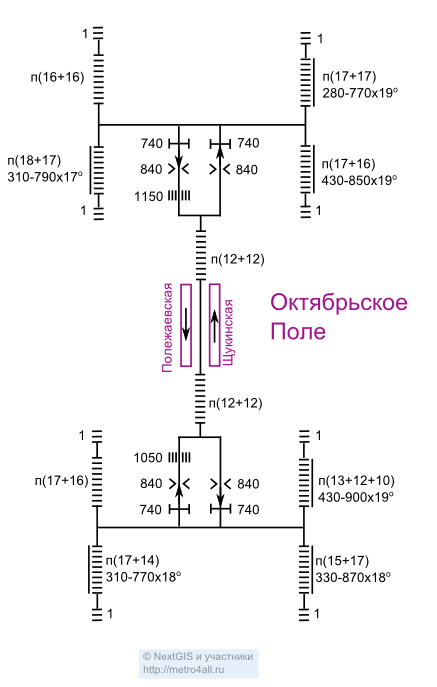 1
1
п(16+16)
п(17+17)
280-770x19°
740
740
п(18+17)
310-790x17°
840
840
п(17+16)
430-850x19°
1150
1
1
п(12+12)
Полежаевская
Щукинская
Октябрьское
Поле
п(12+12)
1
1
1050
п(17+16)
840
840
п(13+12+10)
430-900x19°
740
740
п(17+14)
310-770x18°
п(15+17)
330-870x18°
1
1
© NextGIS и участники
http://metro4all.ru